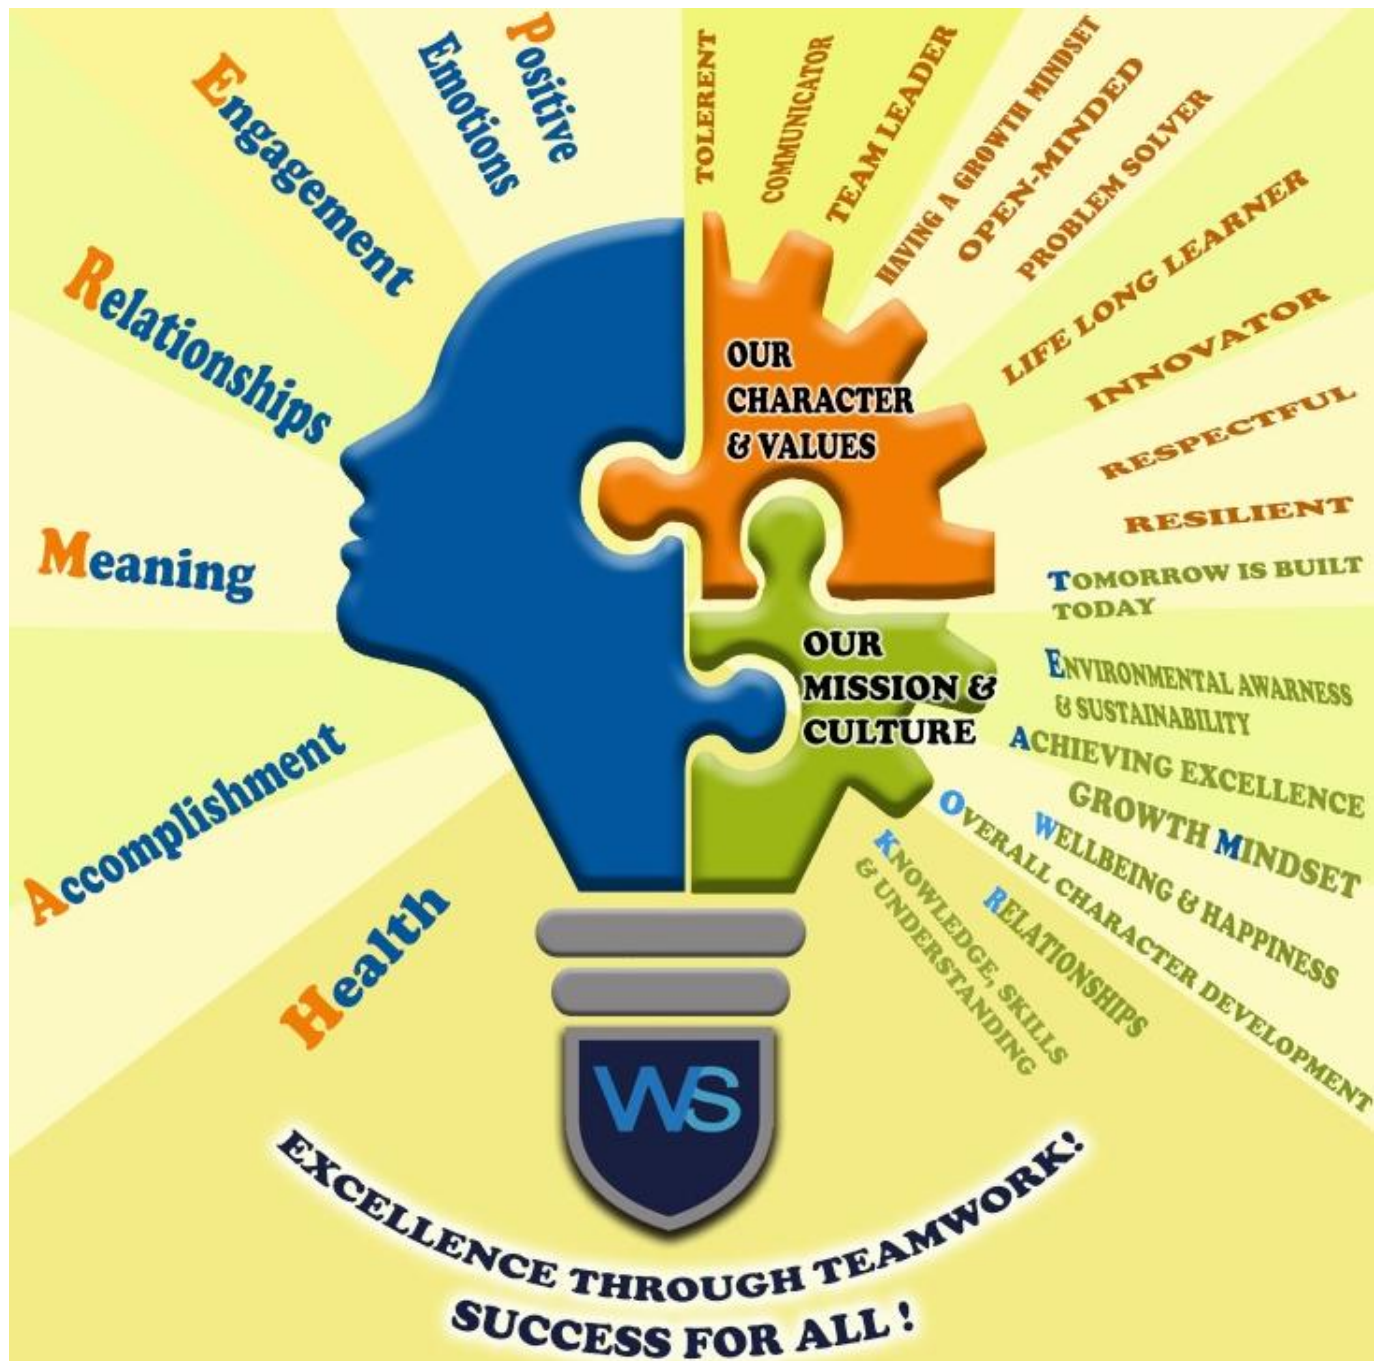 Positive
Emotions
Engagement
Relationships
Meaning
Accomplishment
Health
TOLERENT
COMMUNICATOR
TEAM LEADER
HAVING A GROWTH MINDSET
OPEN-MINDED
PROBLEM SOLVER
LIFE LONG LEARNER
INNOVATOR
RESPECTFUL
RESILIENT
OUR
CHARACTER
& VALUES
OUR
MISSION &
CULTURE
TOMORROW IS BUILT
TODAY
ENVIRONMENTAL AWARNESS
& SUSTAINABILITY
ACHIEVING EXCELLENCE
GROWTH MINDSET
WELLBEING & HAPPINESS
OVERALL CHARACTER DEVELOPMENT
RELATIONSHIPS
KNOWLEDGE, SKILLS
& UNDERSTANDING
WS
EXCELLENCE THROUGH TEAMWORK!
SUCCESS FOR ALL !